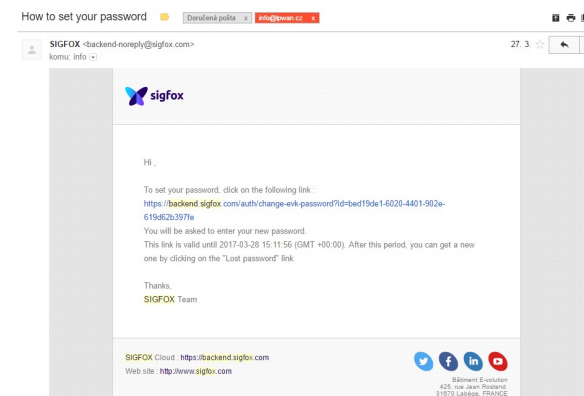 How to set your password
Doručená pošta x
info@lpwan.cz x
SIGFOX <backend-noreply@sigfox.com>
27. 3.
komu: info
sigfox
Hi ,
To set your password, click on the following link :
https://backend.sigfox.com/auth/change-evk-password?id=bed19de1-6020-4401-902e-
619d62b397fe
You will be asked to enter your new password.
This link is valid until 2017-03-28 15:11:56 (GMT +00:00). After this period, you can get a new
one by clicking on the "Lost password" link.
Thanks,
SIGFOX Team
SIGFOX Cloud : https://backend.sigfox.com
Web site : http://www.sigfox.com
Bâtiment E-volution
425, rue Jean Rostand
31670 Labège, FRANCE